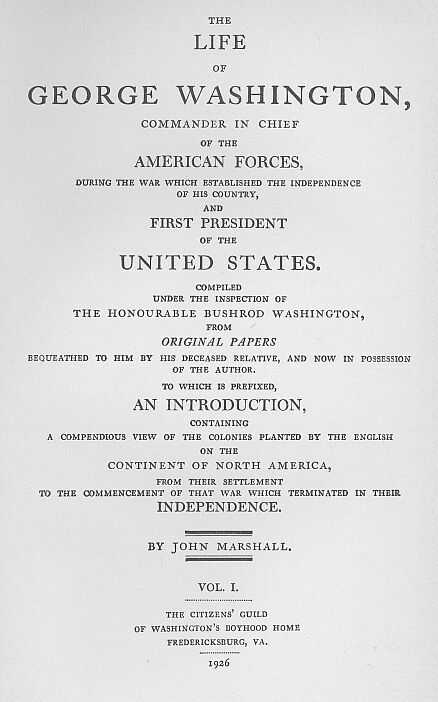 THE
LIFE
OF
GEORGE WASHINGTON,
COMMANDER IN CHIEF
OF THE
AMERICAN FORCES,
DURING THE WAR WHICH ESTABLISHED THE INDEPENDENCE
OF HIS COUNTRY,
AND
FIRST PRESIDENT
OF THE
UNITED STATES.
COMPILED
UNDER THE INSPECTION OF
THE HONOURABLE BUSHROD WASHINGTON,
FROM
ORIGINAL PAPERS
BEQUEATHED TO HIM BY HIS DECEASED RELATIVE, AND NOW IN POSSESSION
OF THE AUTHOR.
TO WHICH IS PREFIXED,
AN INTRODUCTION,
CONTAINING
A COMPENDIOUS VIEW OF THE COLONIES PLANTED BY THE ENGLISH
ON THE
CONTINENT OF NORTH AMERICA,
FROM THEIR SETTLEMENT
TO THE COMMENCEMENT OF THAT WAR WHICH TERMINATED IN THEIR
INDEPENDENCE.
BY JOHN MARSHALL.
VOL. I.
THE CITIZENS' GUILD
OF WASHINGTON'S BOYHOOD HOME
FREDERICKSBURG, VA.
1926